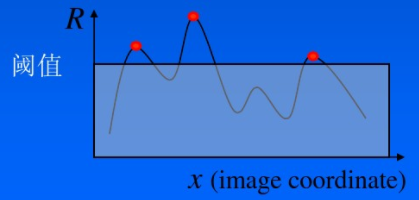 R
阈值
x (image coordinate)